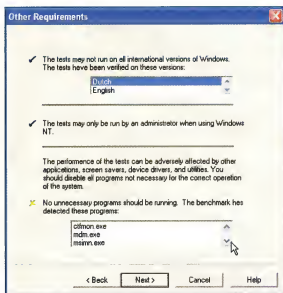 Other Requirements
The tests may not run on all international versions of Windows.
The tests have been verified on these versions:
Dutch
English
The tests may only be run by an administrator when using Windows
NT.
The performance of the tests can be adversely affected by other
applications, screen savers, device drivers, and utilities. You
should disable all programs not necessary for the correct operation
of the system.
No unnecessary programs should be running. The benchmark has
detected these programs:
ctfmon.exe
mdm.exe
msimn.exe
< Back
Next >
Cancel
Help